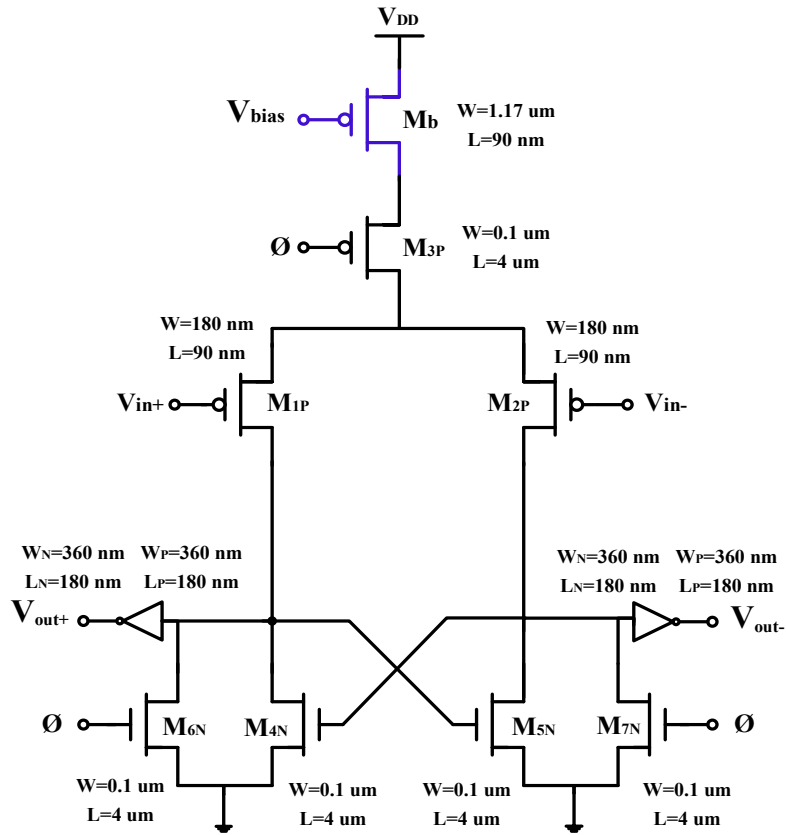 VDD
Vbias
Mb
W=1.17 um
L=90 nm
Ø
M3P
W=0.1 um
L=4 um
W=180 nm
L=90 nm
W=180 nm
L=90 nm
Vin+
M1P
M2P
Vin-
WN=360 nm WP=360 nm
LN=180 nm LP=180 nm
WN=360 nm WP=360 nm
LN=180 nm LP=180 nm
Vout+
Vout-
Ø
M6N
M4N
M5N
M7N
Ø
W=0.1 um
L=4 um
W=0.1 um
L=4 um
W=0.1 um
L=4 um
W=0.1 um
L=4 um